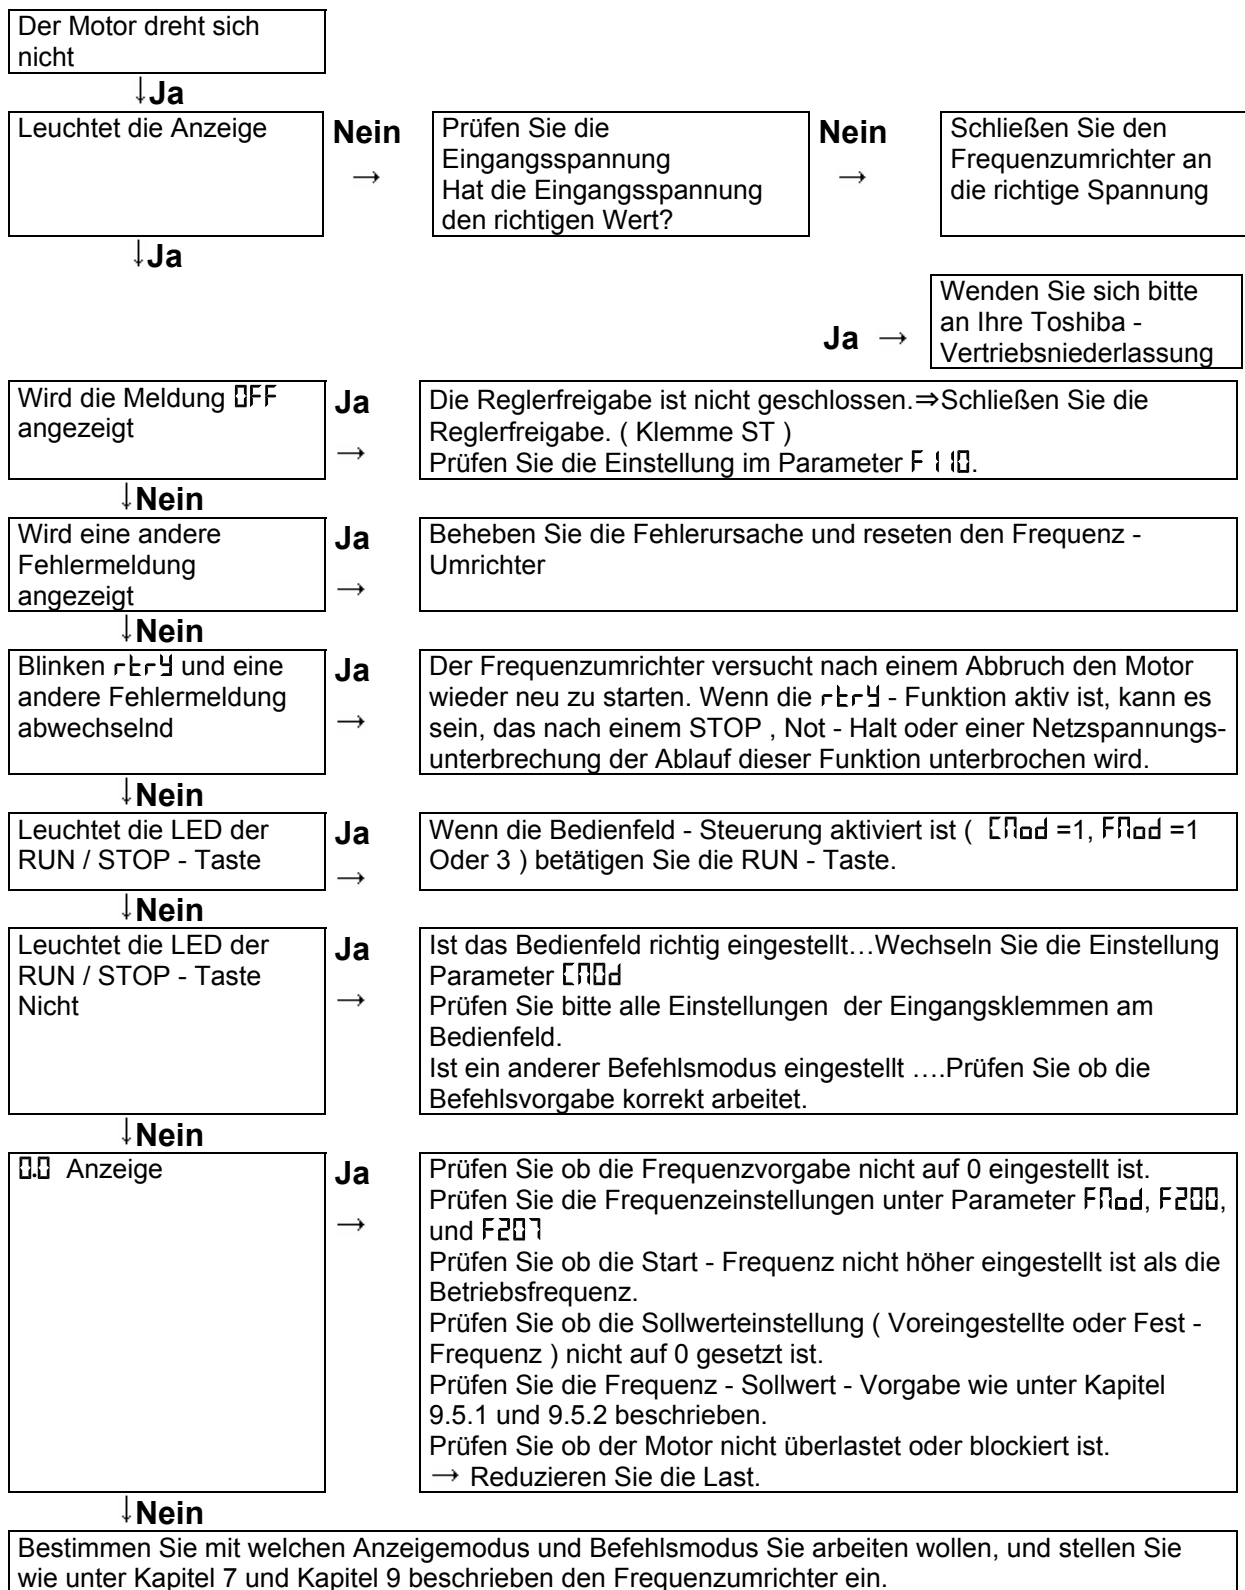 Der Motor dreht sich
nicht
↓Ja
Leuchtet die Anzeige
Nein
→
Prüfen Sie die
Eingangsspannung
Hat die Eingangsspannung
den richtigen Wert?
Nein
→
Schließen Sie den
Frequenzumrichter an
die richtige Spannung
↓Ja
Ja →
Wenden Sie sich bitte
an Ihre Toshiba -
Vertriebsniederlassung
Wird die Meldung OFF
angezeigt
Ja
→
Die Reglerfreigabe ist nicht geschlossen.⇒Schließen Sie die
Reglerfreigabe. ( Klemme ST )
Prüfen Sie die Einstellung im Parameter F110.
↓Nein
Wird eine andere
Fehlermeldung
angezeigt
Ja
→
Beheben Sie die Fehlerursache und reseten den Frequenz -
Umrichter
↓Nein
Blinken rtrY und eine
andere Fehlermeldung
abwechselnd
Ja
→
Der Frequenzumrichter versucht nach einem Abbruch den Motor
wieder neu zu starten. Wenn die rtrY - Funktion aktiv ist, kann es
sein, das nach einem STOP , Not - Halt oder einer Netzspannungs-
unterbrechung der Ablauf dieser Funktion unterbrochen wird.
↓Nein
Leuchtet die LED der
RUN / STOP - Taste
Ja
→
Wenn die Bedienfeld - Steuerung aktiviert ist ( CMod =1, FMod =1
Oder 3 ) betätigen Sie die RUN - Taste.
↓Nein
Leuchtet die LED der
RUN / STOP - Taste
Nicht
Ja
→
Ist das Bedienfeld richtig eingestellt…Wechseln Sie die Einstellung
Parameter CMOd
Prüfen Sie bitte alle Einstellungen der Eingangsklemmen am
Bedienfeld.
Ist ein anderer Befehlsmodus eingestellt ….Prüfen Sie ob die
Befehlsvorgabe korrekt arbeitet.
↓Nein
0.0 Anzeige
Ja
→
Prüfen Sie ob die Frequenzvorgabe nicht auf 0 eingestellt ist.
Prüfen Sie die Frequenzeinstellungen unter Parameter FMod, F200,
und F207
Prüfen Sie ob die Start - Frequenz nicht höher eingestellt ist als die
Betriebsfrequenz.
Prüfen Sie ob die Sollwerteinstellung ( Voreingestellte oder Fest -
Frequenz ) nicht auf 0 gesetzt ist.
Prüfen Sie die Frequenz - Sollwert - Vorgabe wie unter Kapitel
9.5.1 und 9.5.2 beschrieben.
Prüfen Sie ob der Motor nicht überlastet oder blockiert ist.
→ Reduzieren Sie die Last.
↓Nein
Bestimmen Sie mit welchen Anzeigemodus und Befehlsmodus Sie arbeiten wollen, und stellen Sie
wie unter Kapitel 7 und Kapitel 9 beschrieben den Frequenzumrichter ein.